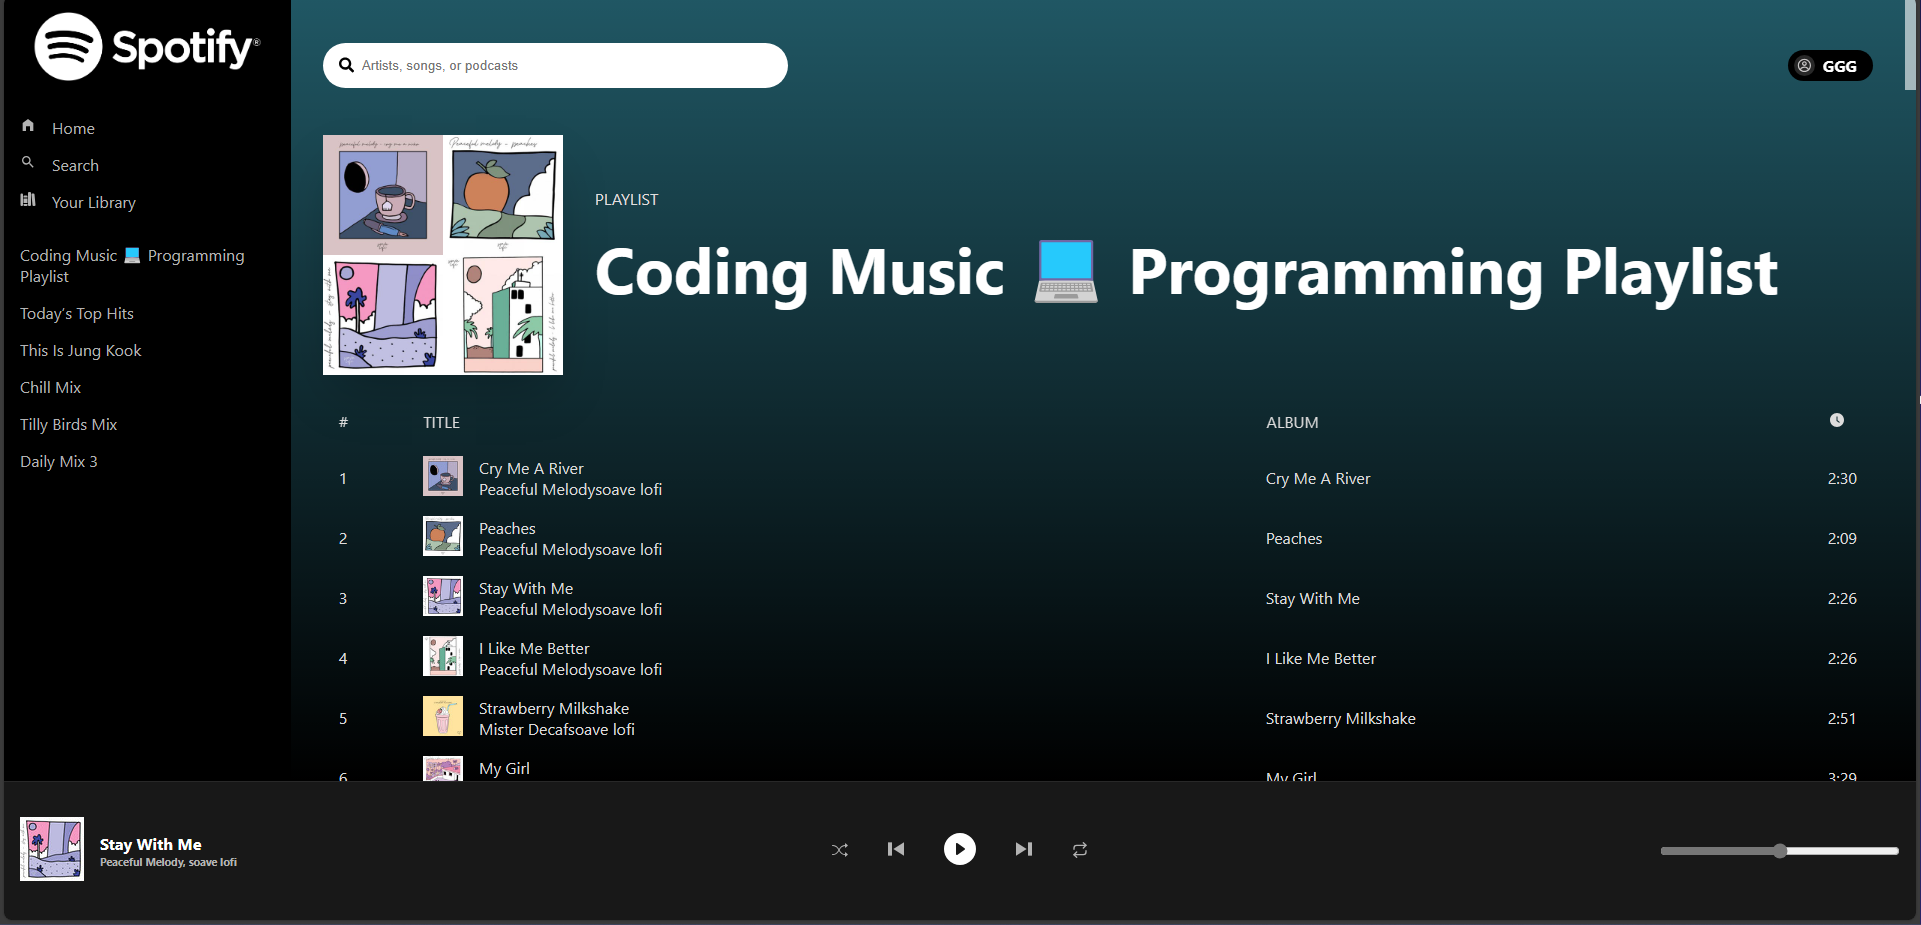 Spotify®
Home
Search
Your Library
Coding Music 💻 Programming
Playlist
Today's Top Hits
This Is Jung Kook
Chill Mix
Tilly Birds Mix
Daily Mix 3
Artists, songs, or podcasts
GGG
PLAYLIST
Coding Music 💻 Programming Playlist
# TITLE ALBUM
1 Cry Me A River Cry Me A River 2:30
Peaceful Melodysoave lofi
2 Peaches Peaches 2:09
Peaceful Melodysoave lofi
3 Stay With Me Stay With Me 2:26
Peaceful Melodysoave lofi
4 I Like Me Better I Like Me Better 2:26
Peaceful Melodysoave lofi
5 Strawberry Milkshake Strawberry Milkshake 2:51
Mister Decafsoave lofi
6 My Girl My Girl 3:29
Stay With Me
Peaceful Melody, soave lofi